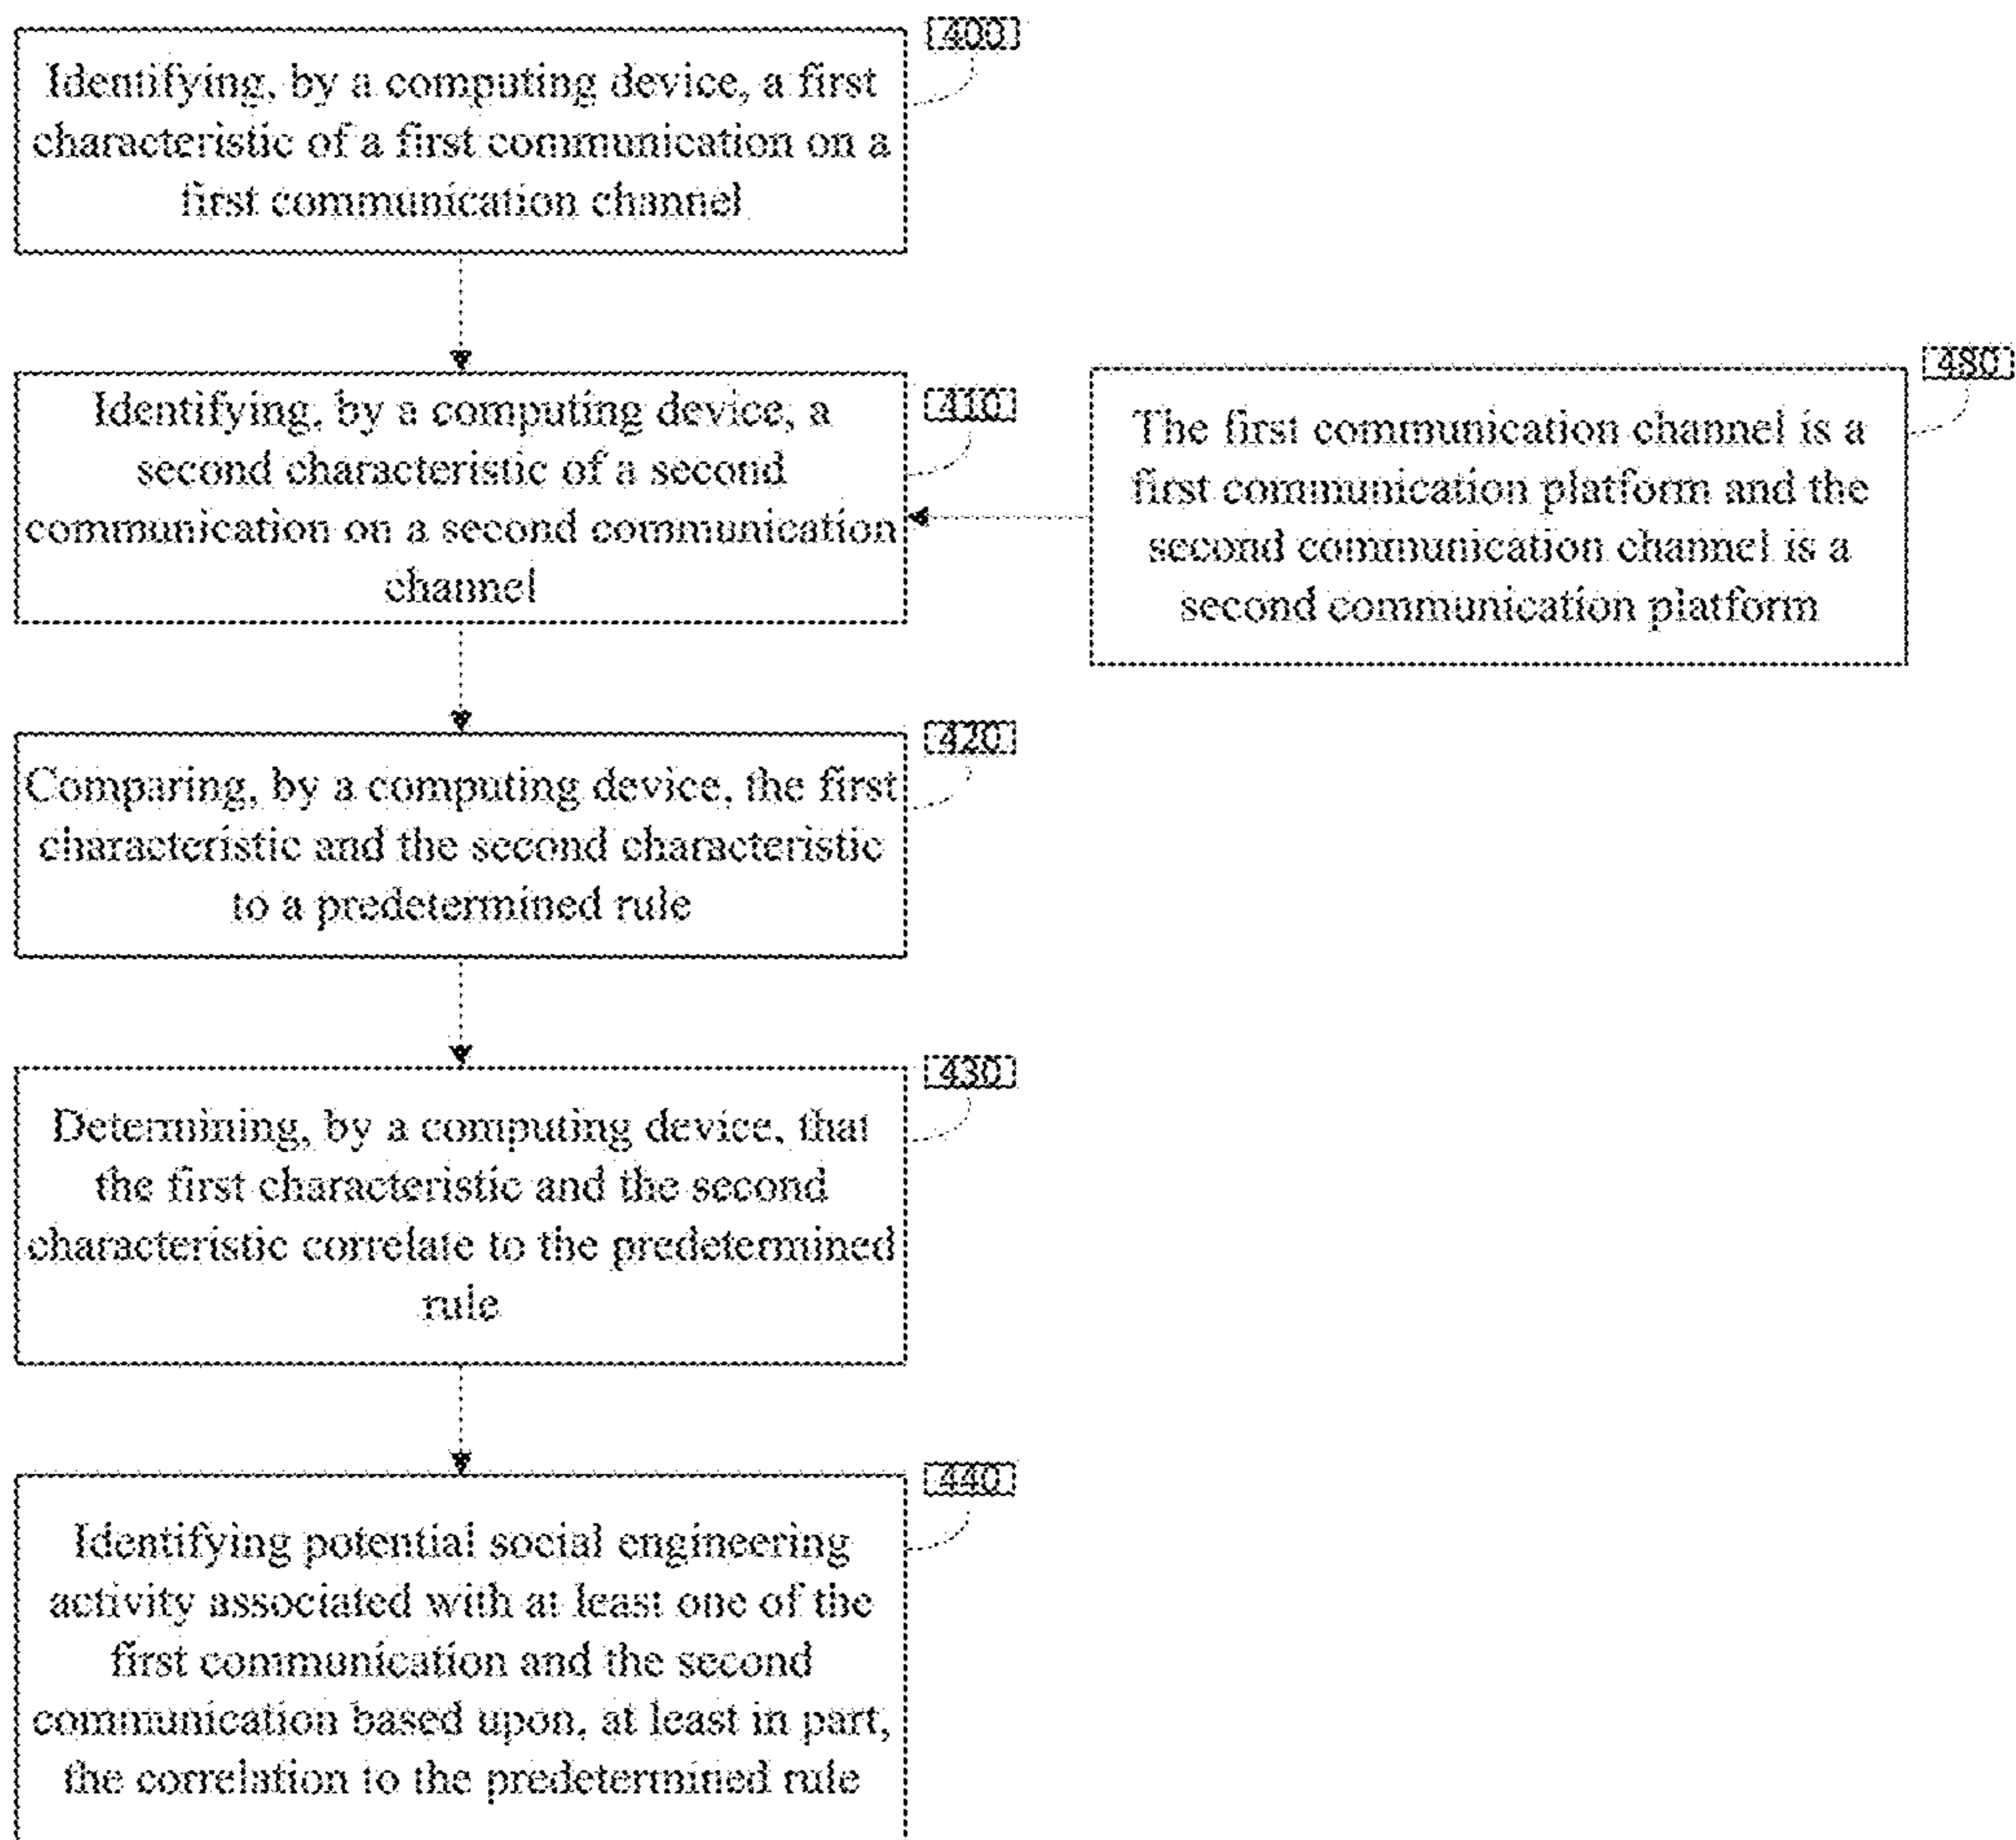 400
Identifying, by a computing device, a first
characteristic of a first communication on a
first communication channel
410
Identifying, by a computing device, a
second characteristic of a second
communication on a second communication
channel
480
The first communication channel is a
first communication platform and the
second communication channel is a
second communication platform
420
Comparing, by a computing device, the first
characteristic and the second characteristic
to a predetermined rule
430
Determining, by a computing device, that
the first characteristic and the second
characteristic correlate to the predetermined
rule
440
Identifying potential social engineering
activity associated with at least one of the
first communication and the second
communication based upon, at least in part,
the correlation to the predetermined rule